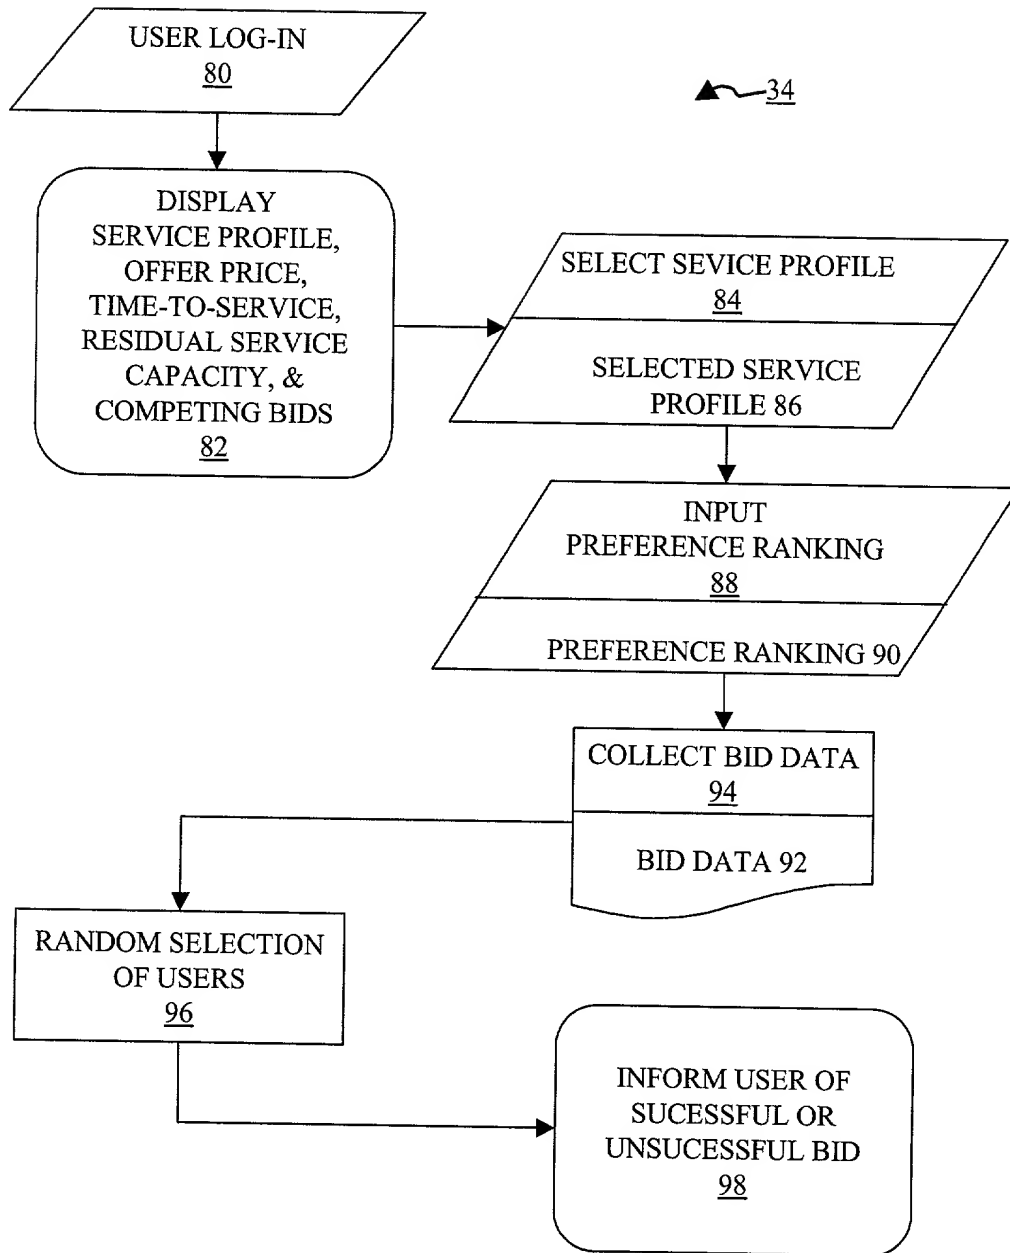 USER LOG-IN
80
34
DISPLAY
SERVICE PROFILE,
OFFER PRICE,
TIME-TO-SERVICE,
RESIDUAL SERVICE
CAPACITY, &
COMPETING BIDS
82
SELECT SEVICE PROFILE
84
SELECTED SERVICE
PROFILE 86
INPUT
PREFERENCE RANKING
88
PREFERENCE RANKING 90
COLLECT BID DATA
94
BID DATA 92
RANDOM SELECTION
OF USERS
96
INFORM USER OF
SUCESSFUL OR
UNSUCESSFUL BID
98